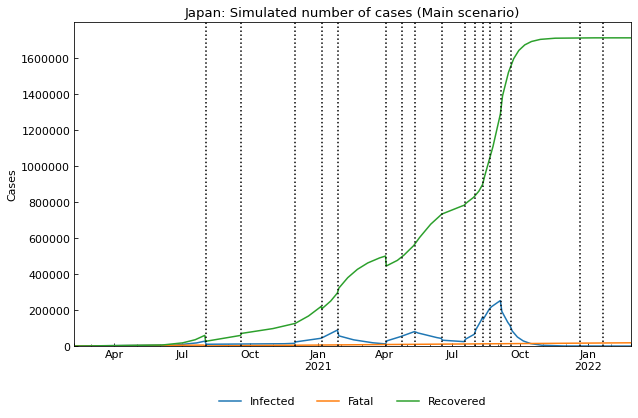 Japan: Simulated number of cases (Main scenario)
1600000
1400000
1200000
1000000
800000
600000
400000
200000
0
Cases
Apr Jul Oct Jan Apr Jul Oct Jan
2021 2022
Infected Fatal Recovered